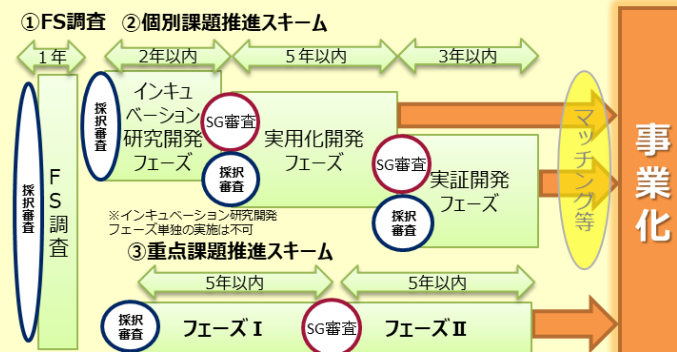 ①FS調査 ②個別課題推進スキーム
1年
2年以内
5年以内
3年以内
採択審査
FS調査
採択審査
インキュ
ベーション
研究開発
フェーズ
SG審査
採択
審査
実用化開発
フェーズ
SG審査
採択
審査
実証開発
フェーズ
マッチング等
事業化
※インキュベーション研究開発
フェーズ単独の実施は不可
③重点課題推進スキーム
5年以内
5年以内
採択
審査
フェーズⅠ
SG審査
フェーズⅡ